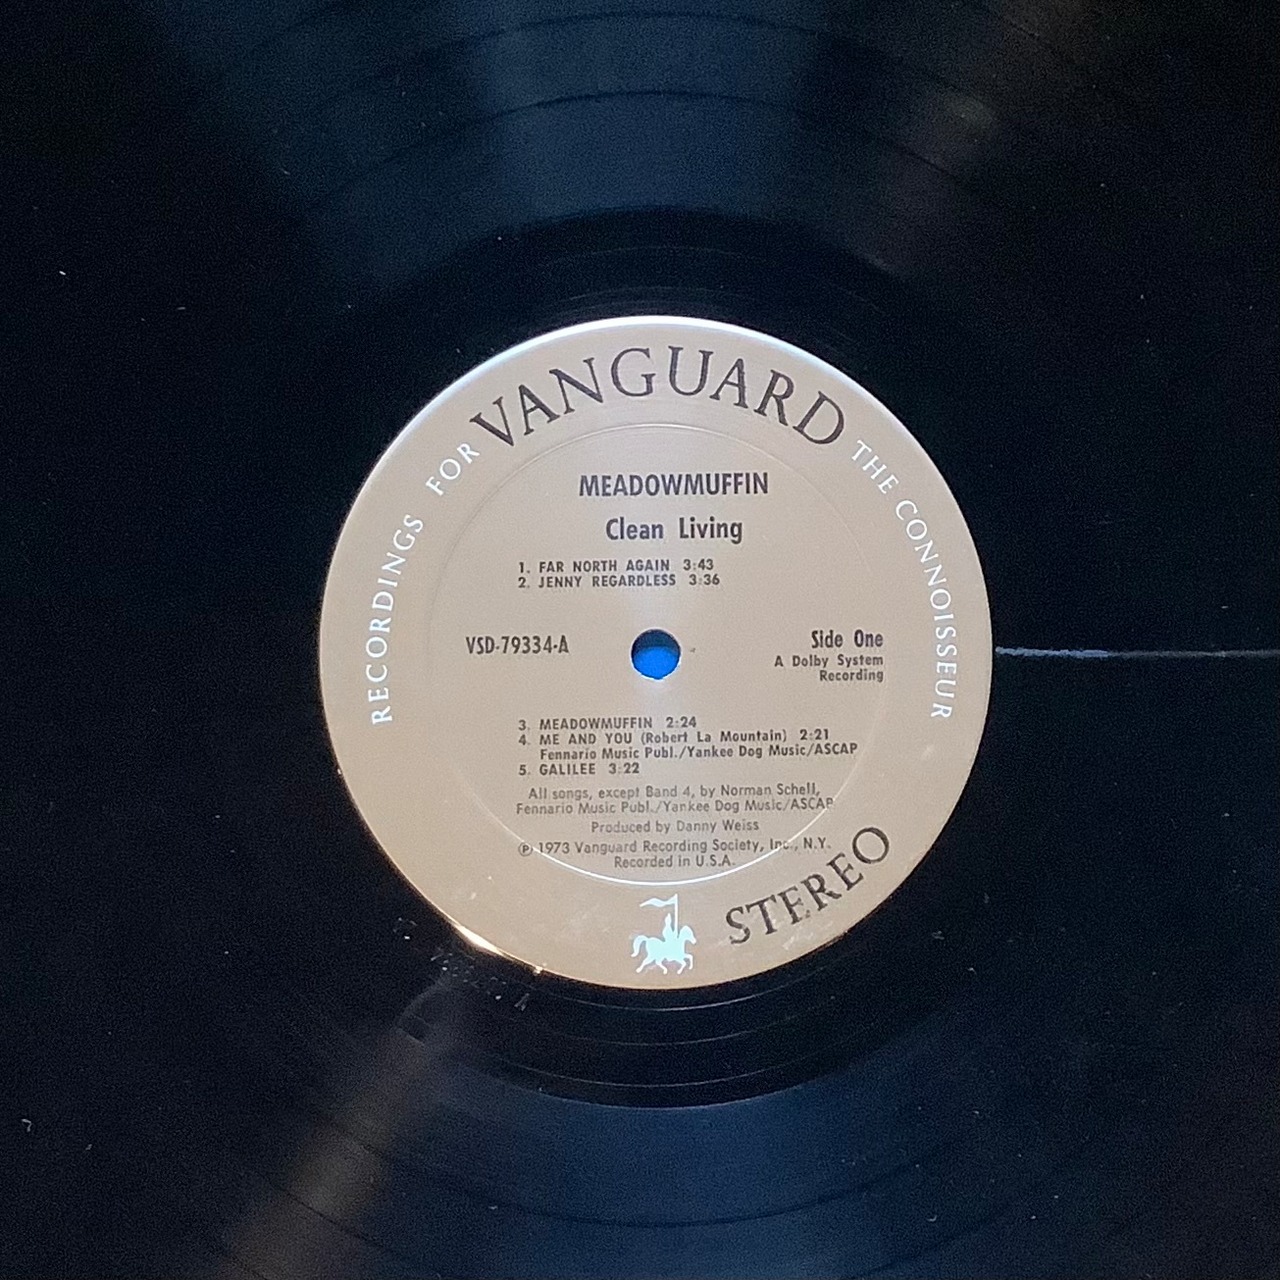 RECORDINGS FOR VANGUARD THE CONNOISSEUR
MEADOWMUFFIN
Clean Living
1. FAR NORTH AGAIN 3:43
2. JENNY REGARDLESS 3:36
VSD-79334-A
Side One
A Dolby System
Recording
3. MEADOWMUFFIN 2:24
4. ME AND YOU (Robert La Mountain) 2:21
Fennario Music Publ./Yankee Dog Music/ASCAP
5. GALILEE 3:22
All songs, except Band 4, by Norman Schell,
Fennario Music Publ./Yankee Dog Music/ASCAP
Produced by Danny Weiss
℗ 1973 Vanguard Recording Society, Inc., N.Y.
Recorded in U.S.A.
STEREO